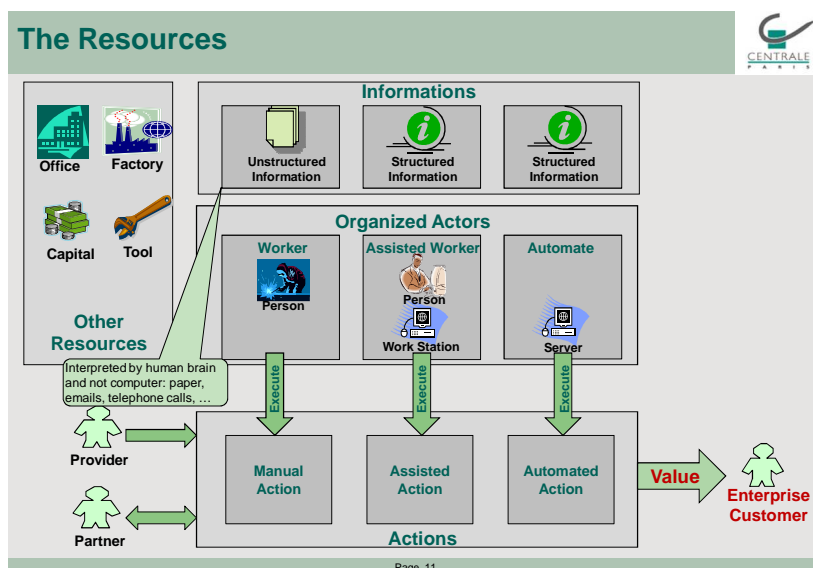 The Resources
CENTRALE
PARIS
Office
Factory
Capital
Tool
Other
Resources
Informations
Unstructured
Information
Structured
Information
Structured
Information
Organized Actors
Worker
Person
Assisted Worker
Person
Work Station
Automate
Server
Interpreted by human brain
and not computer: paper,
emails, telephone calls, …
Execute
Execute
Execute
Provider
Partner
Manual
Action
Assisted
Action
Automated
Action
Actions
Value
Enterprise
Customer
Page 11